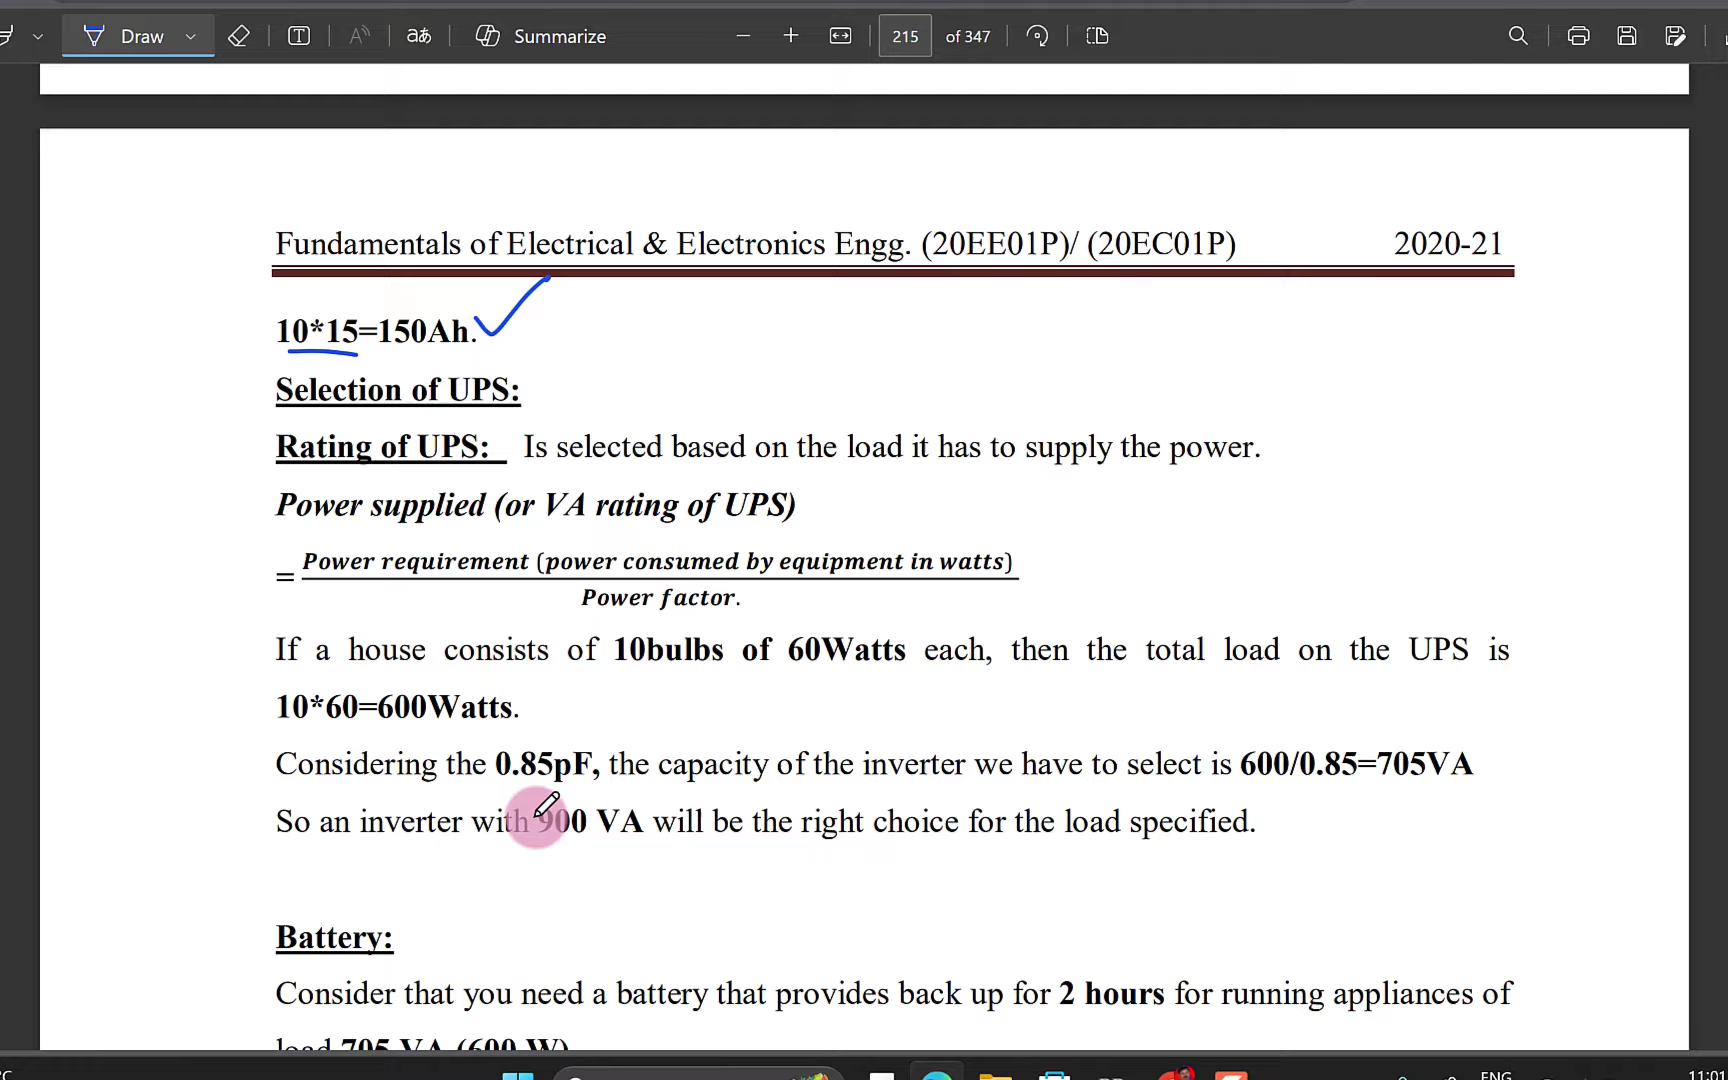 Draw
Summarize
215 of 347
Fundamentals of Electrical & Electronics Engg. (20EE01P)/ (20EC01P) 2020-21
10*15=150Ah.
Selection of UPS:
Rating of UPS: Is selected based on the load it has to supply the power.
Power supplied (or VA rating of UPS)
= Power requirement (power consumed by equipment in watts)
Power factor.
If a house consists of 10bulbs of 60Watts each, then the total load on the UPS is
10*60=600Watts.
Considering the 0.85pF, the capacity of the inverter we have to select is 600/0.85=705VA
So an inverter with 900 VA will be the right choice for the load specified.
Battery:
Consider that you need a battery that provides back up for 2 hours for running appliances of
load 705 VA (600 W)
ENG
11:01